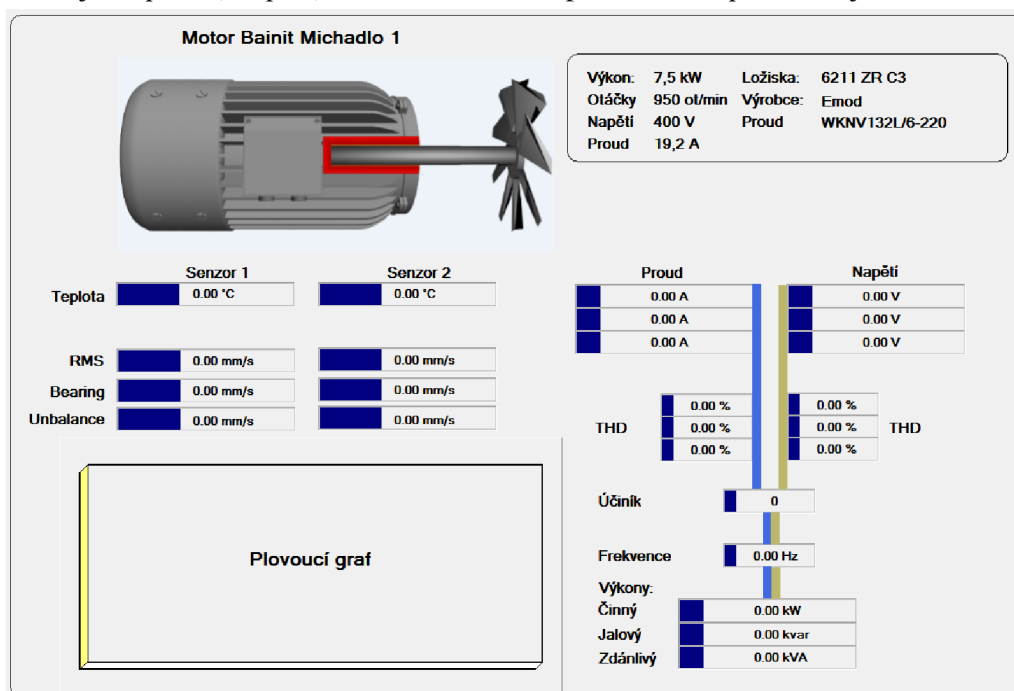 Motor Bainit Michadlo 1
Výkon: 7,5 kW Ložiska: 6211 ZR C3
Otáčky 950 ot/min Výrobce: Emod
Napětí 400 V Proud WKNV132L/6-220
Proud 19,2 A
Senzor 1 Senzor 2
Teplota 0.00 °C 0.00 °C
RMS 0.00 mm/s 0.00 mm/s
Bearing 0.00 mm/s 0.00 mm/s
Unbalance 0.00 mm/s 0.00 mm/s
Plovoucí graf
Proud Napětí
0.00 A 0.00 V
0.00 A 0.00 V
0.00 A 0.00 V
0.00 % 0.00 %
THD 0.00 % 0.00 % THD
0.00 % 0.00 %
Účiník 0
Frekvence 0.00 Hz
Výkony:
Činný 0.00 kW
Jalový 0.00 kvar
Zdánlivý 0.00 kVA